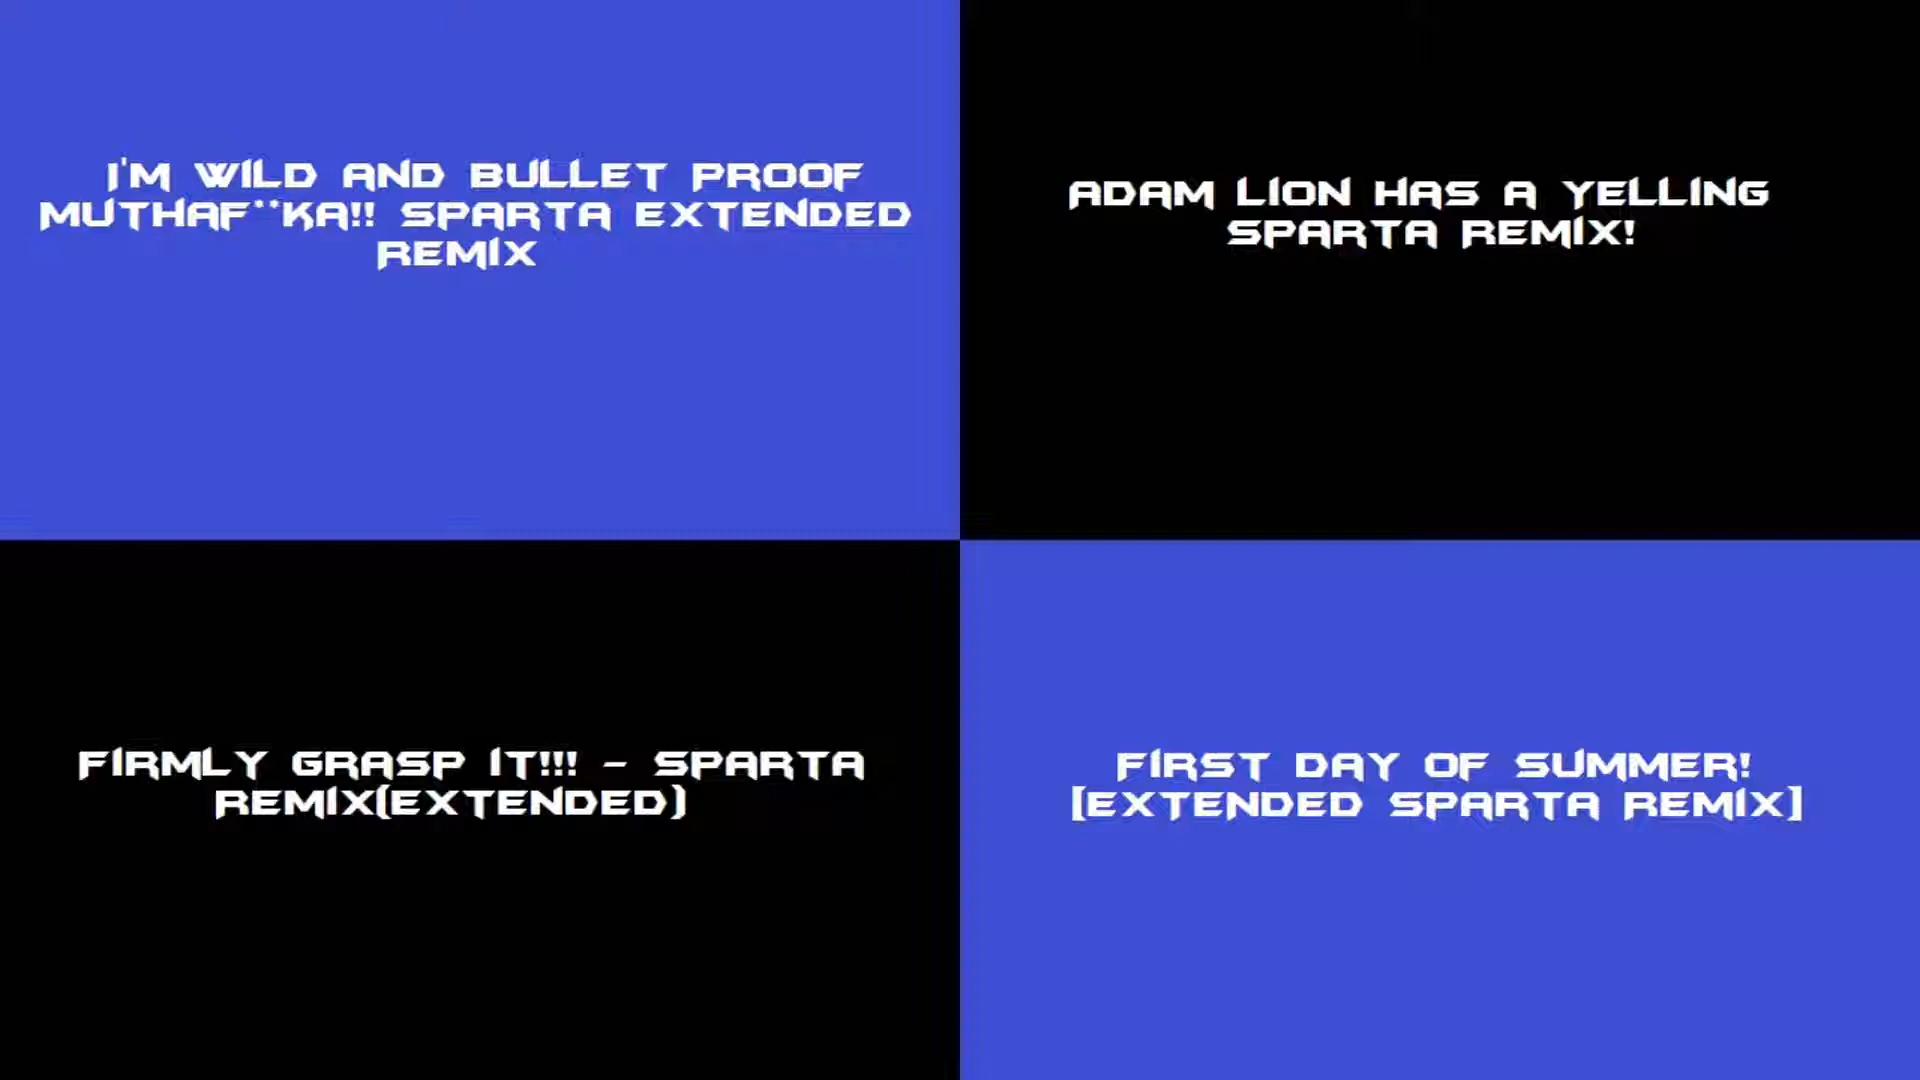 I'M WILD AND BULLET PROOF
MUTHAF**KA!! SPARTA EXTENDED
REMIX
ADAM LION HAS A YELLING
SPARTA REMIX!
FIRMLY GRASP IT!!! - SPARTA
REMIX(EXTENDED)
FIRST DAY OF SUMMER!
[EXTENDED SPARTA REMIX]